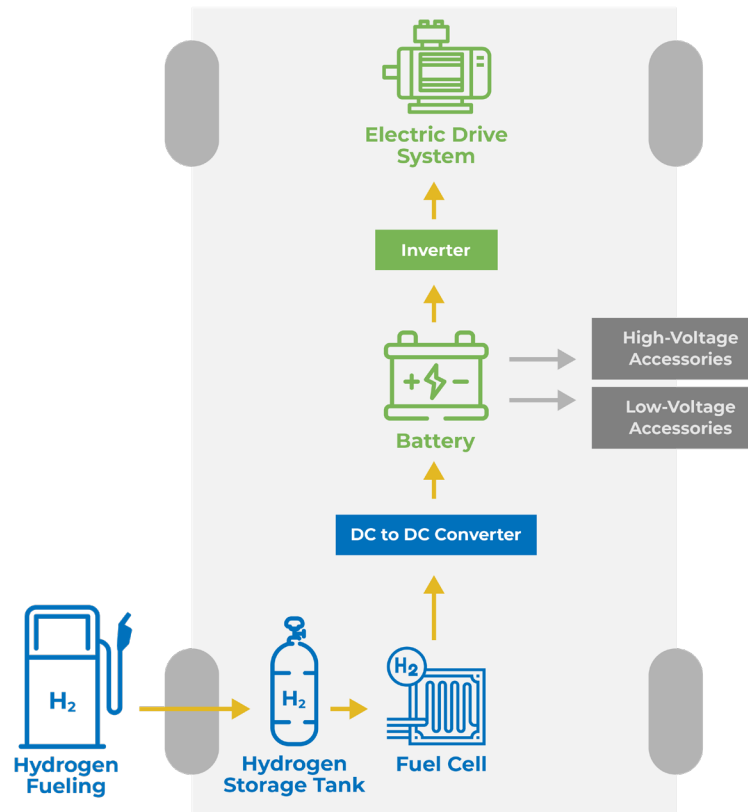 Electric Drive
System
Inverter
High-Voltage
Accessories
+ -
Battery
Low-Voltage
Accessories
DC to DC Converter
H₂
H₂
H₂
Hydrogen
Fueling
Hydrogen
Storage Tank
Fuel Cell